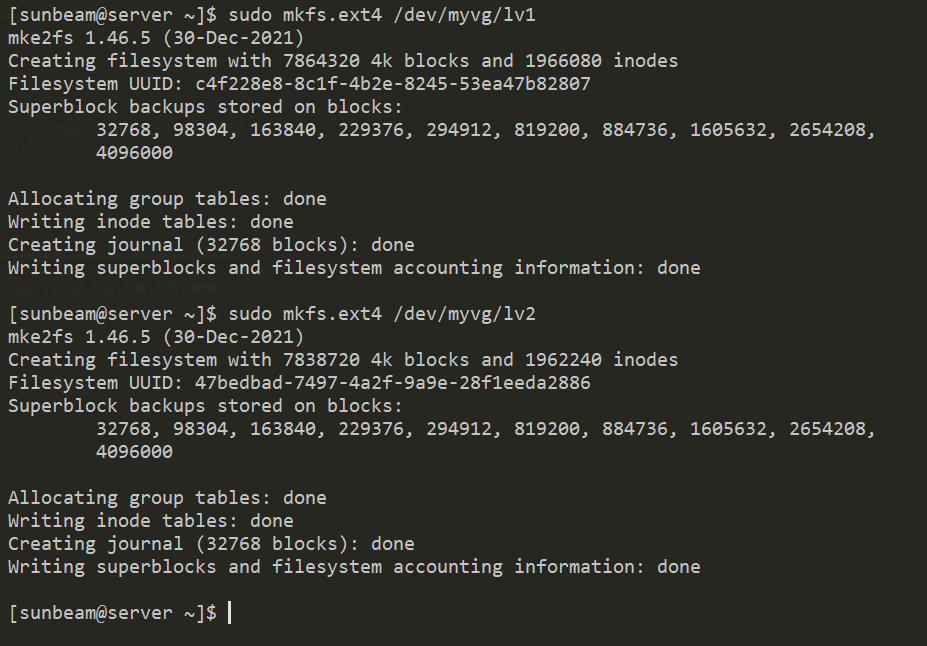 [sunbeam@server ~]$ sudo mkfs.ext4 /dev/myvg/lv1
mke2fs 1.46.5 (30-Dec-2021)
Creating filesystem with 7864320 4k blocks and 1966080 inodes
Filesystem UUID: c4f228e8-8c1f-4b2e-8245-53ea47b82807
Superblock backups stored on blocks:
32768, 98304, 163840, 229376, 294912, 819200, 884736, 1605632, 2654208,
4096000
Allocating group tables: done
Writing inode tables: done
Creating journal (32768 blocks): done
Writing superblocks and filesystem accounting information: done
[sunbeam@server ~]$ sudo mkfs.ext4 /dev/myvg/lv2
mke2fs 1.46.5 (30-Dec-2021)
Creating filesystem with 7838720 4k blocks and 1962240 inodes
Filesystem UUID: 47bedbad-7497-4a2f-9a9e-28f1eeda2886
Superblock backups stored on blocks:
32768, 98304, 163840, 229376, 294912, 819200, 884736, 1605632, 2654208,
4096000
Allocating group tables: done
Writing inode tables: done
Creating journal (32768 blocks): done
Writing superblocks and filesystem accounting information: done
[sunbeam@server ~]$